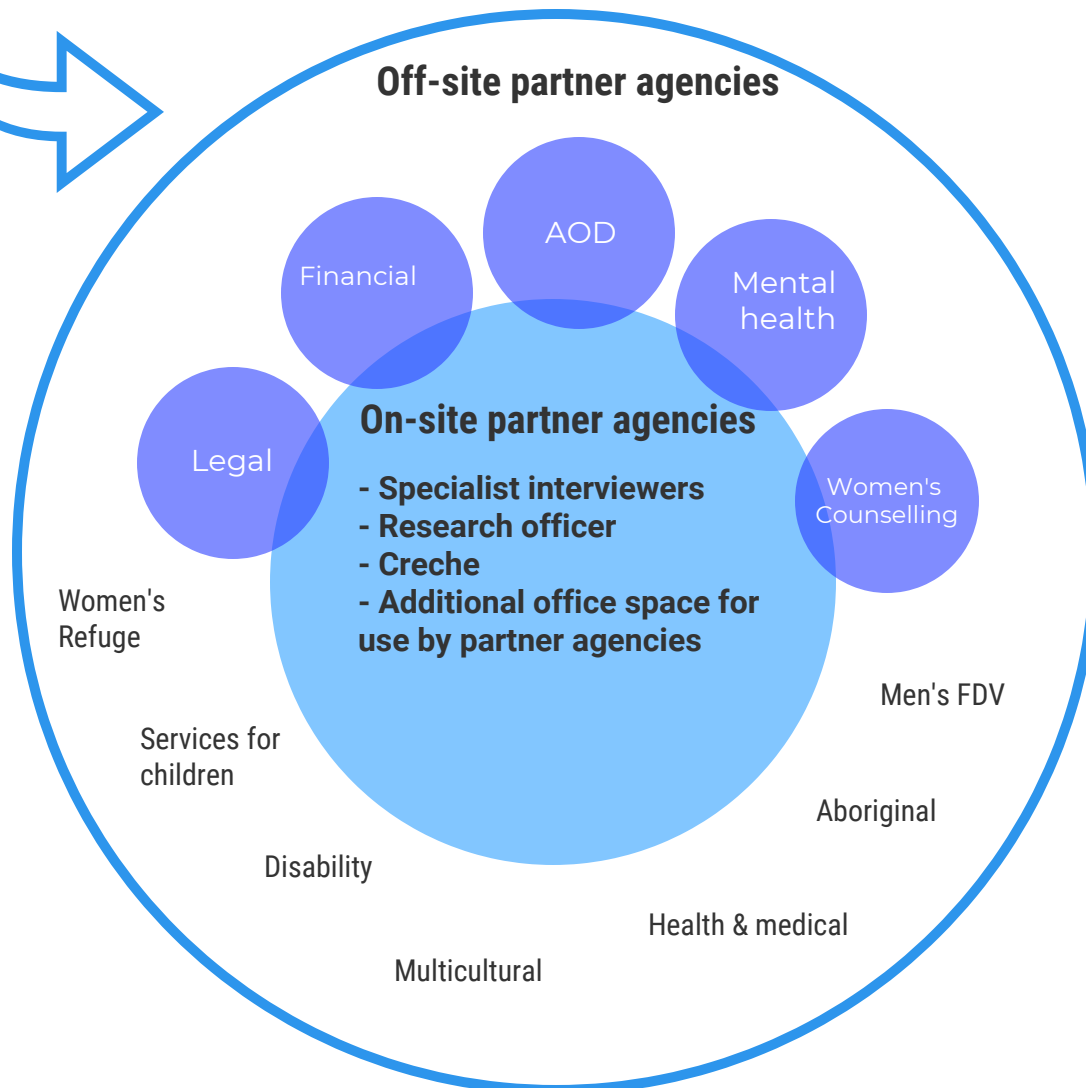 Off-site partner agencies
AOD
Financial
Mental
health
On-site partner agencies
Legal
- Specialist interviewers
- Research officer
- Creche
- Additional office space for
use by partner agencies
Women's
Counselling
Women's
Refuge
Men's FDV
Services for
children
Aboriginal
Disability
Health & medical
Multicultural